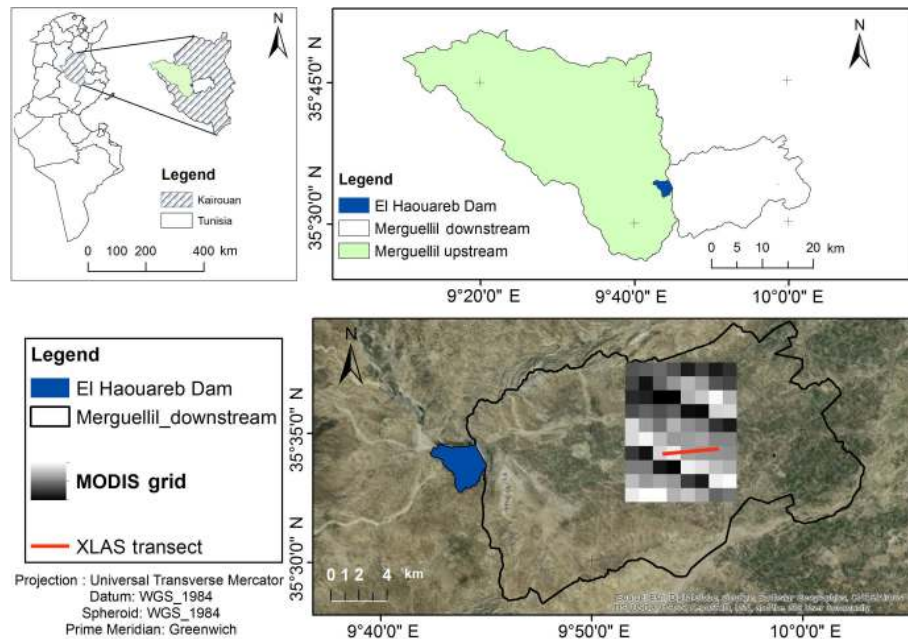 N
Legend
Kairouan
Tunisia
0 100 200 400 km
N
35°45'0" N
35°30'0" N
Legend
El Haouareb Dam
Merguellil downstream
Merguellil upstream
0 5 10 20 km
9°20'0" E 9°40'0" E 10°0'0" E
Legend
El Haouareb Dam
Merguellil_downstream
MODIS grid
XLAS transect
Projection : Universal Transverse Mercator
Datum: WGS_1984
Spheroid: WGS_1984
Prime Meridian: Greenwich
N
35°35'0" N
35°30'0" N
0 1 2 4 km
9°40'0" E 9°50'0" E 10°0'0" E